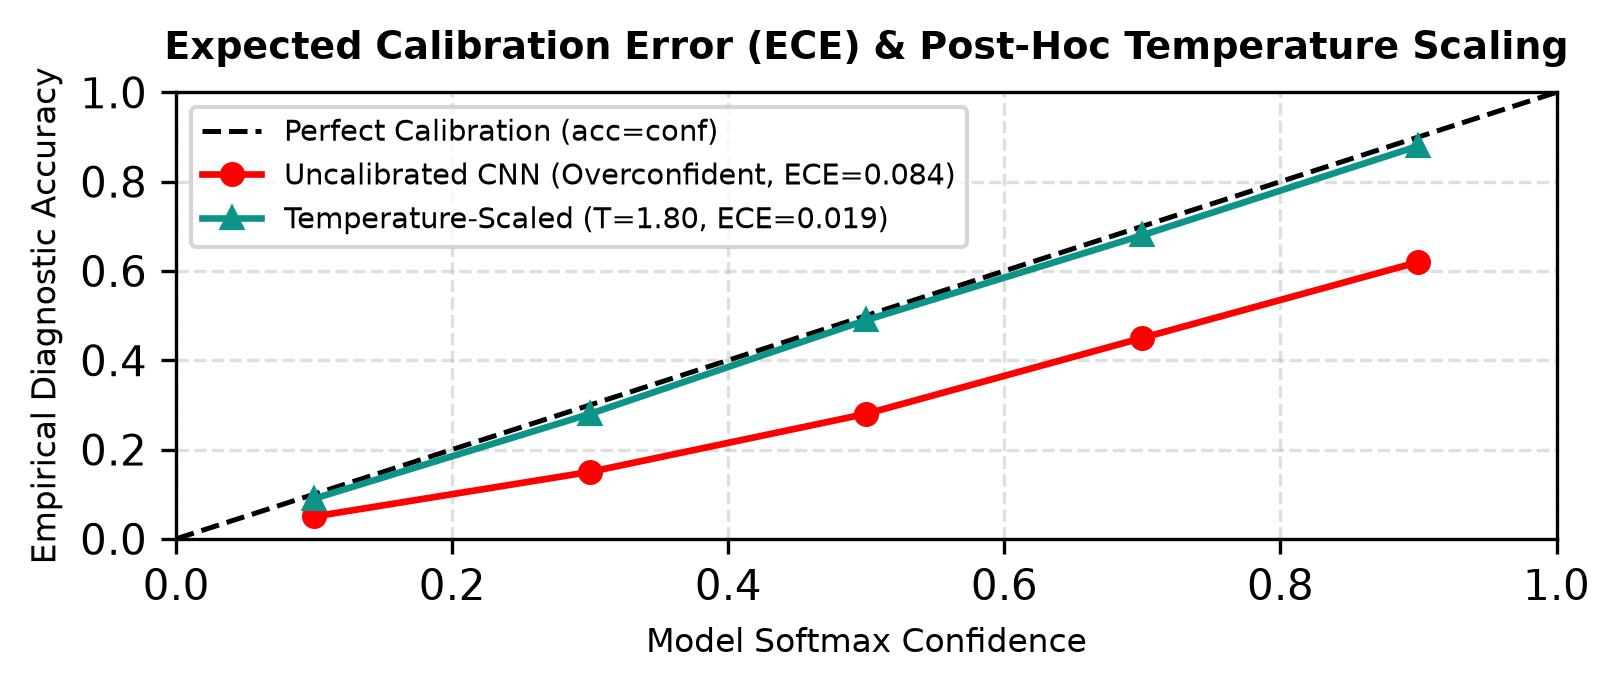 Expected Calibration Error (ECE) & Post-Hoc Temperature Scaling
Empirical Diagnostic Accuracy
1.0
0.8
0.6
0.4
0.2
0.0
Perfect Calibration (acc=conf)
Uncalibrated CNN (Overconfident, ECE=0.084)
Temperature-Scaled (T=1.80, ECE=0.019)
0.0 0.2 0.4 0.6 0.8 1.0
Model Softmax Confidence